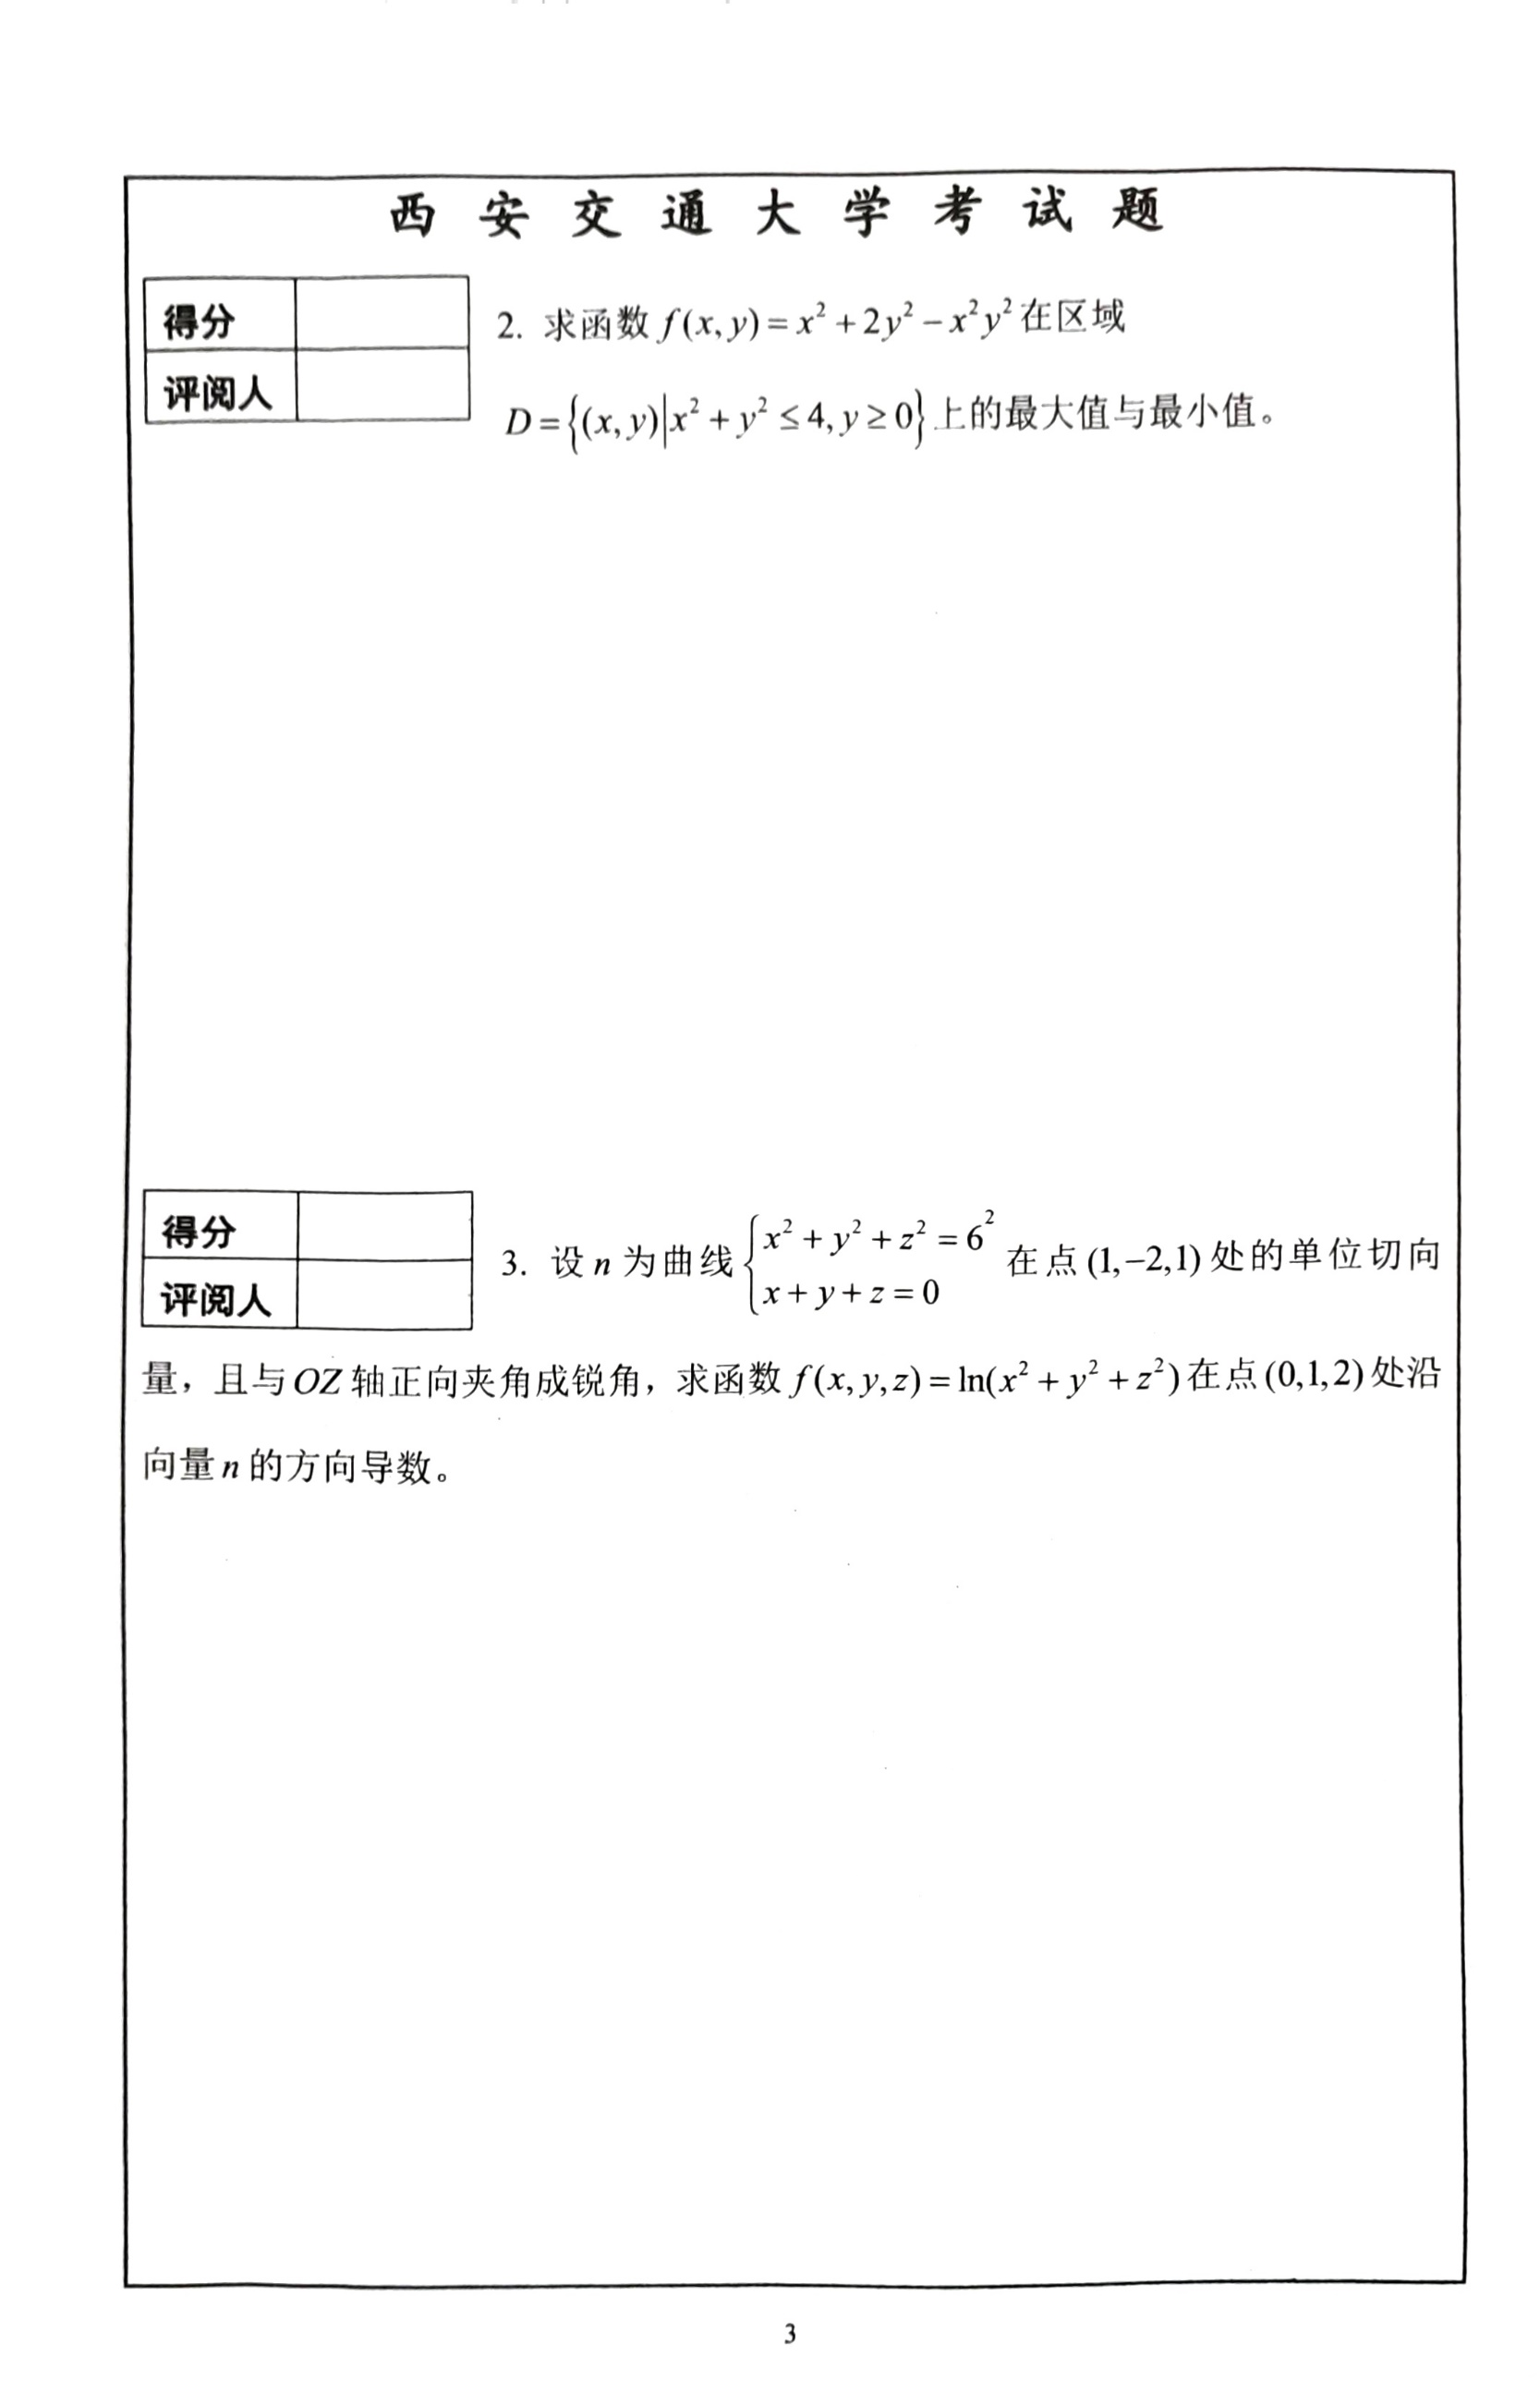 西安交通大学考试题
得分
评阅人
2. 求函数 f(x,y)=x²+2y²−x²y² 在区域
D={(x,y)|x²+y²≤4,y≥0} 上的最大值与最小值。
得分
评阅人
3. 设 n 为曲线 {x²+y²+z²=6² 在点 (1,−2,1) 处的单位切向
x+y+z=0
量，且与 OZ 轴正向夹角成锐角，求函数 f(x,y,z)=ln(x²+y²+z²) 在点 (0,1,2) 处沿
向量 n 的方向导数。
3